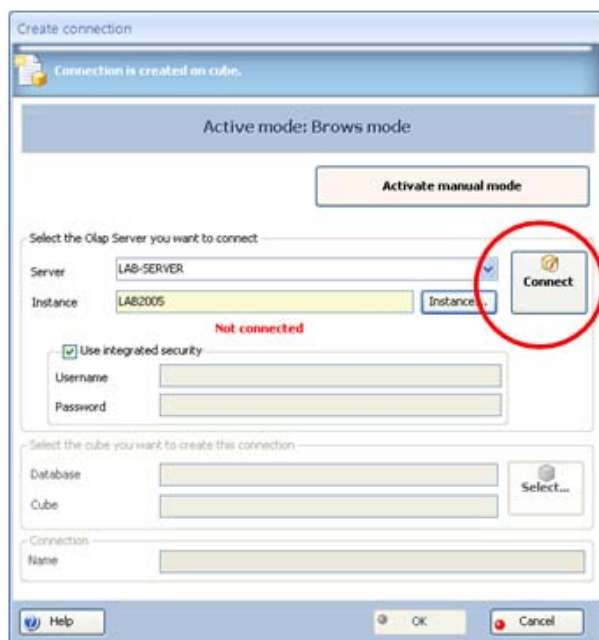 Create connection
Connection is created on cube.
Active mode: Brows mode
Activate manual mode
Select the Olap Server you want to connect
Server LAB-SERVER
Connect
Instance LAB2005 Instance...
Not connected
Use integrated security
Username
Password
Select the cube you want to create this connection
Database
Select...
Cube
Connection
Name
Help OK Cancel